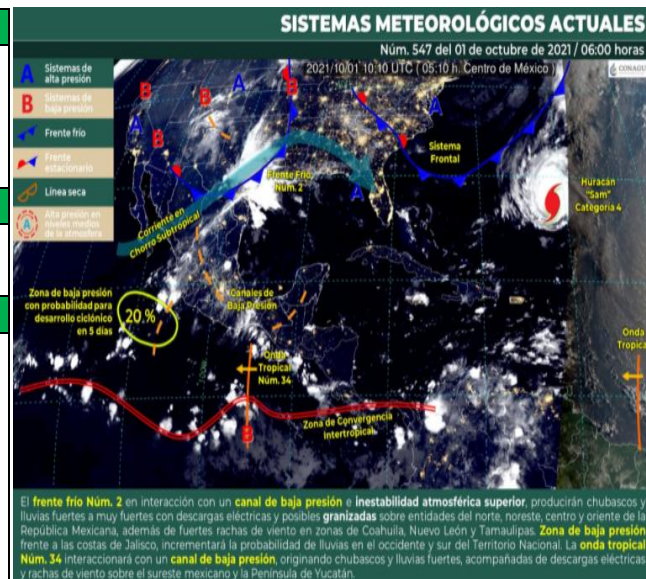 SISTEMAS METEOROLÓGICOS ACTUALES
Núm. 547 del 01 de octubre de 2021 / 06:00 horas
2021/10/01 10:10 UTC ( 05:10 h. Centro de México )
CONAGUA
A
Sistemas de
alta presión
B
Sistemas de
baja presión
Frente frío
Frente
estacionario
Línea seca
A
Alta presión en
niveles medios
de la atmosfera
B
B
A
B
A
B
A
A
Sistema
Frontal
Frente Frío
Núm. 2
Huracán
"Sam"
Categoría 4
Corriente en
Chorro Subtropical
Zona de baja presión
con probabilidad para
desarrollo ciclónico
en 5 días
20 %
Canales de
Baja Presión
Onda
Tropical
Núm. 34
Onda
Tropica
Zona de Convergencia
Intertropical
B
El frente frío Núm. 2 en interacción con un canal de baja presión e inestabilidad atmosférica superior, producirán chubascos y
lluvias fuertes a muy fuertes con descargas eléctricas y posibles granizadas sobre entidades del norte, noreste, centro y oriente de la
República Mexicana, además de fuertes rachas de viento en zonas de Coahuila, Nuevo León y Tamaulipas. Zona de baja presión
frente a las costas de Jalisco, incrementará la probabilidad de lluvias en el occidente y sur del Territorio Nacional. La onda tropical
Núm. 34 interaccionará con un canal de baja presión, originando chubascos y lluvias fuertes, acompañadas de descargas eléctricas
y rachas de viento sobre el sureste mexicano y la Península de Yucatán.